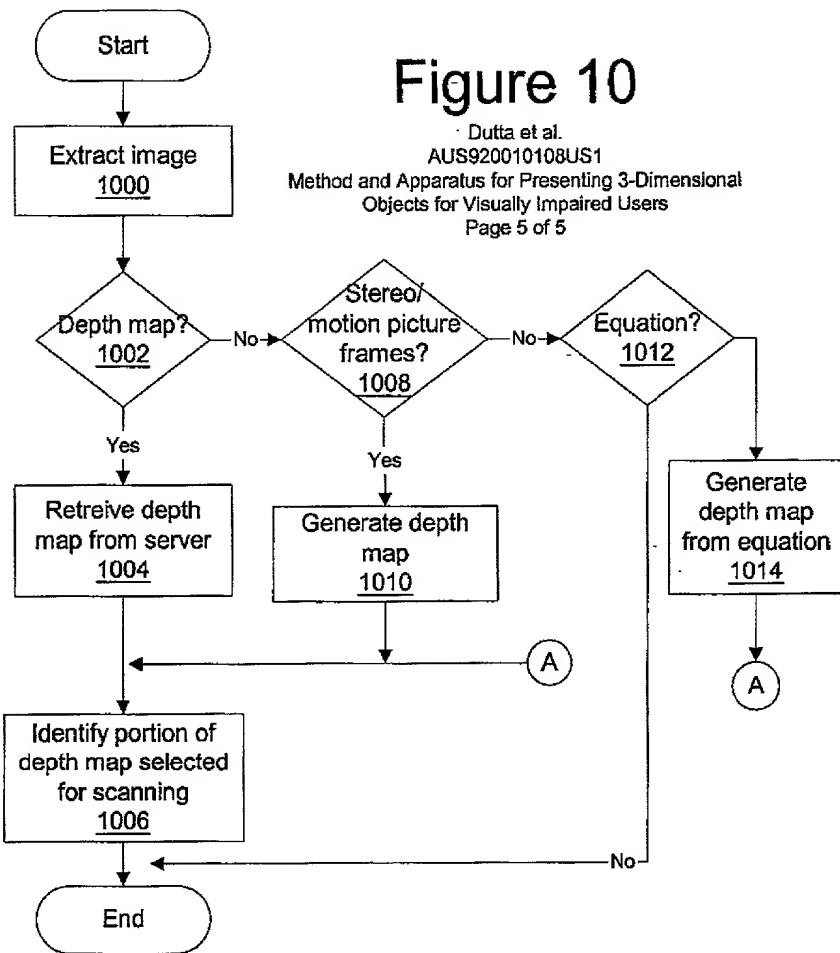 Start
Figure 10
Dutta et al.
AUS920010108US1
Method and Apparatus for Presenting 3-Dimensional
Objects for Visually Impaired Users
Page 5 of 5
Extract image
1000
Depth map?
1002
No
Stereo/
motion picture
frames?
1008
No
Equation?
1012
Yes
Yes
Retreive depth
map from server
1004
Generate depth
map
1010
Generate
depth map
from equation
1014
A
A
Identify portion of
depth map selected
for scanning
1006
No
End